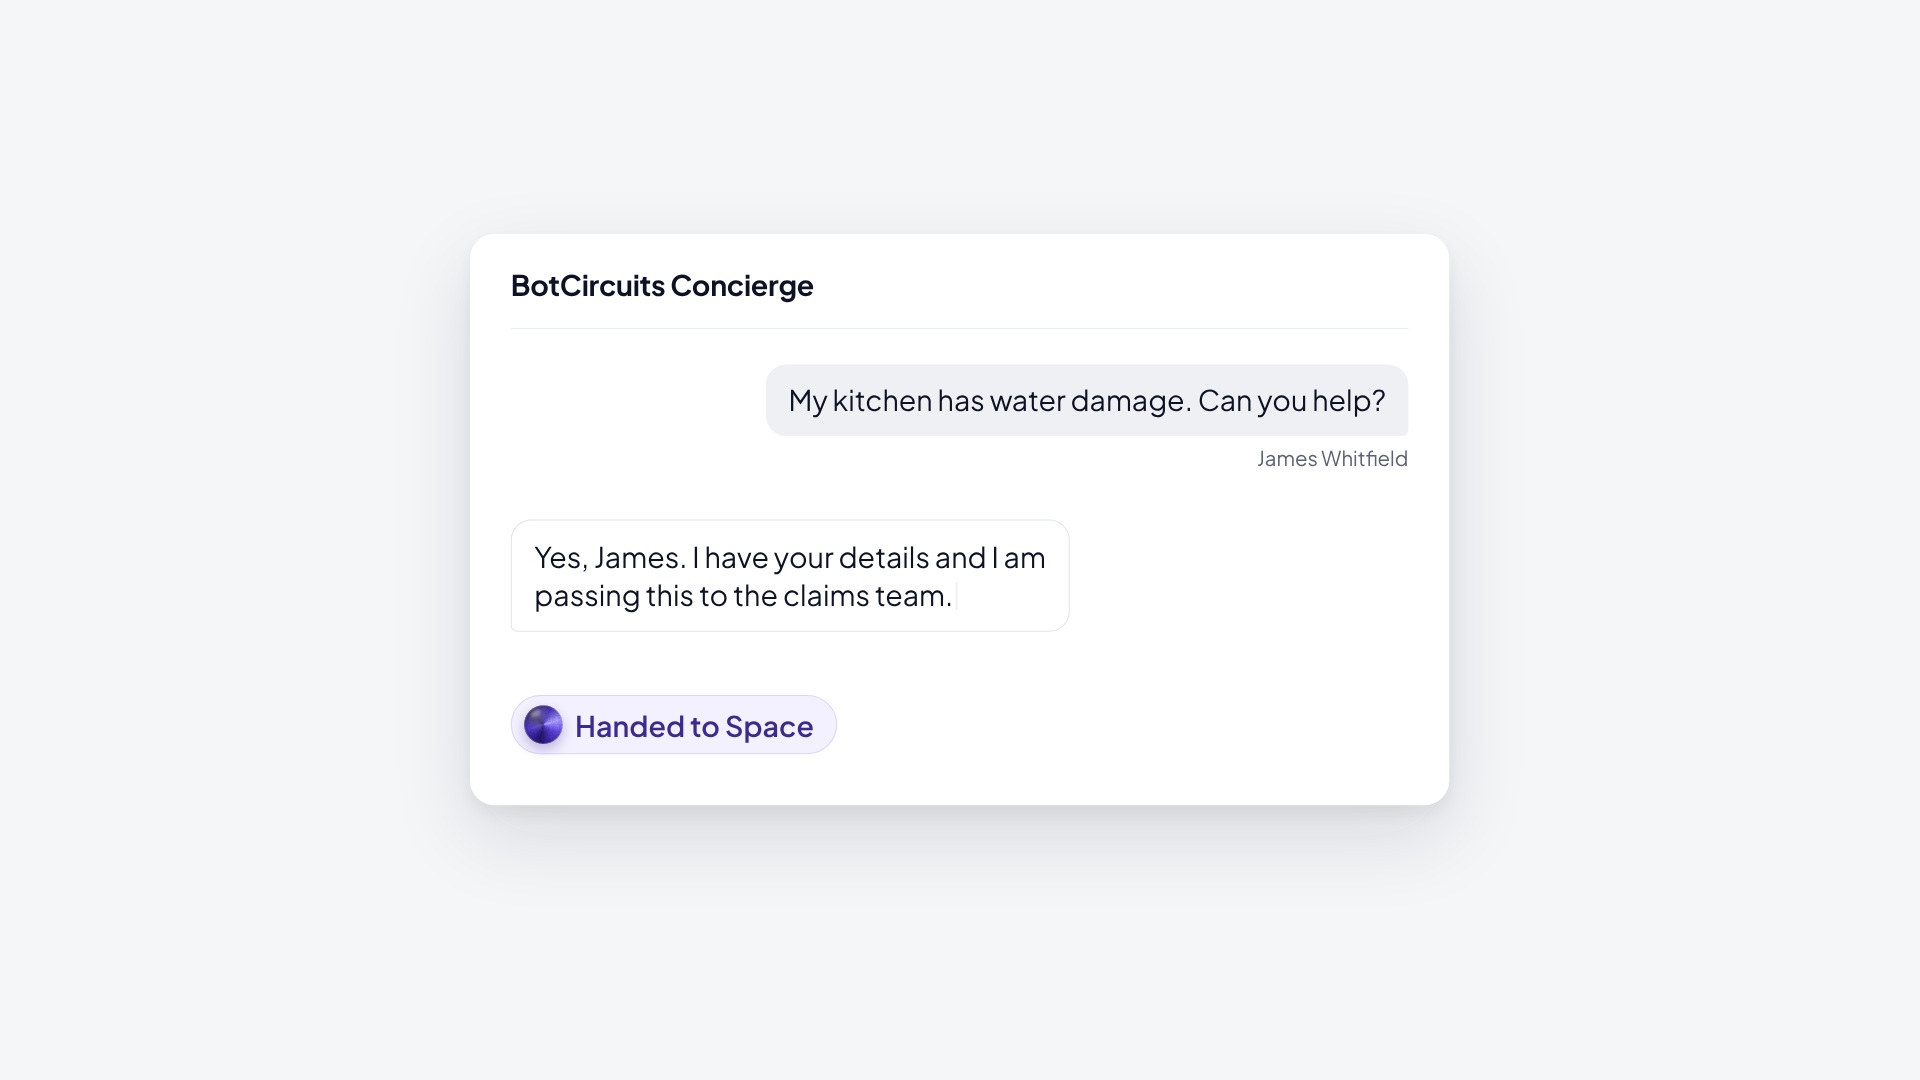 BotCircuits Concierge
My kitchen has water damage. Can you help?
James Whitfield
Yes, James. I have your details and I am
passing this to the claims team.
Handed to Space